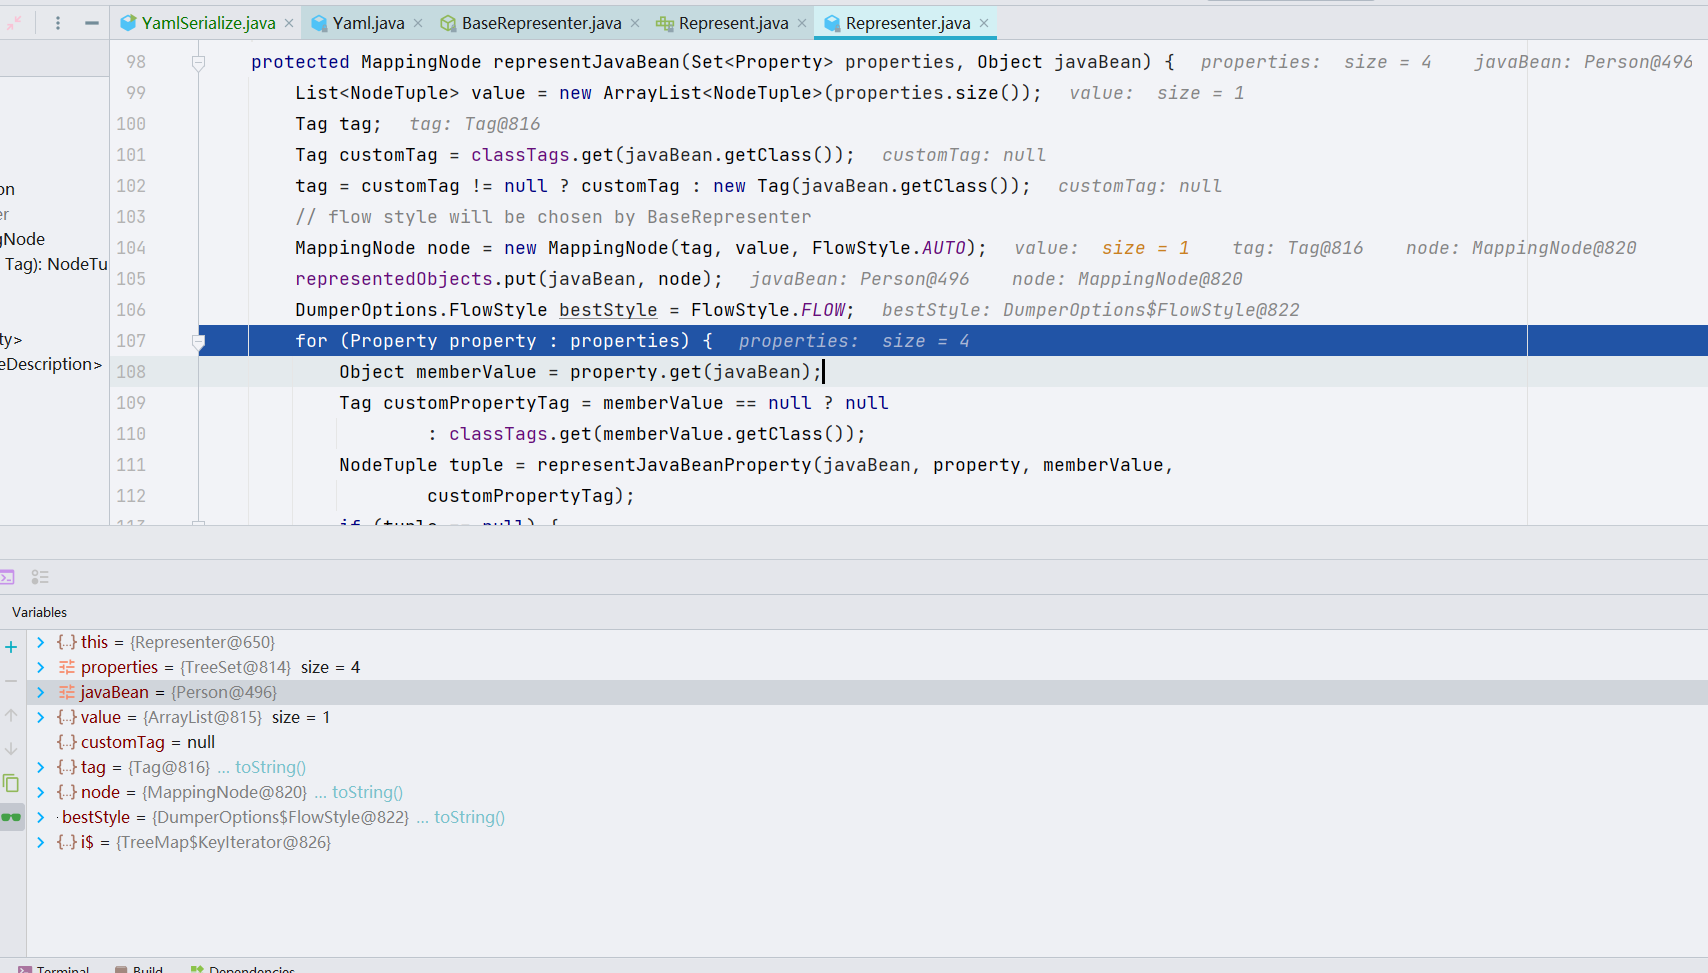 YamlSerialize.java Yaml.java BaseRepresenter.java Represent.java Representer.java
98 protected MappingNode representJavaBean(Set<Property> properties, Object javaBean) { properties: size = 4 javaBean: Person@496
99 List<NodeTuple> value = new ArrayList<NodeTuple>(properties.size()); value: size = 1
100 Tag tag; tag: Tag@816
101 Tag customTag = classTags.get(javaBean.getClass()); customTag: null
102 tag = customTag != null ? customTag : new Tag(javaBean.getClass()); customTag: null
on
103 // flow style will be chosen by BaseRepresenter
er
104 MappingNode node = new MappingNode(tag, value, FlowStyle.AUTO); value: size = 1 tag: Tag@816 node: MappingNode@820
gNode
Tag): NodeTu
105 representedObjects.put(javaBean, node); javaBean: Person@496 node: MappingNode@820
106 DumperOptions.FlowStyle bestStyle = FlowStyle.FLOW; bestStyle: DumperOptions$FlowStyle@822
107 for (Property property : properties) { properties: size = 4
ty>
eDescription>
108 Object memberValue = property.get(javaBean);
109 Tag customPropertyTag = memberValue == null ? null
110 : classTags.get(memberValue.getClass());
111 NodeTuple tuple = representJavaBeanProperty(javaBean, property, memberValue,
112 customPropertyTag);
113 if (tuple == null) {
Variables
{...} this = {Representer@650}
properties = {TreeSet@814} size = 4
javaBean = {Person@496}
{...} value = {ArrayList@815} size = 1
{...} customTag = null
{...} tag = {Tag@816} ... toString()
{...} node = {MappingNode@820} ... toString()
bestStyle = {DumperOptions$FlowStyle@822} ... toString()
{...} i$ = {TreeMap$KeyIterator@826}
Terminal Build Dependencies